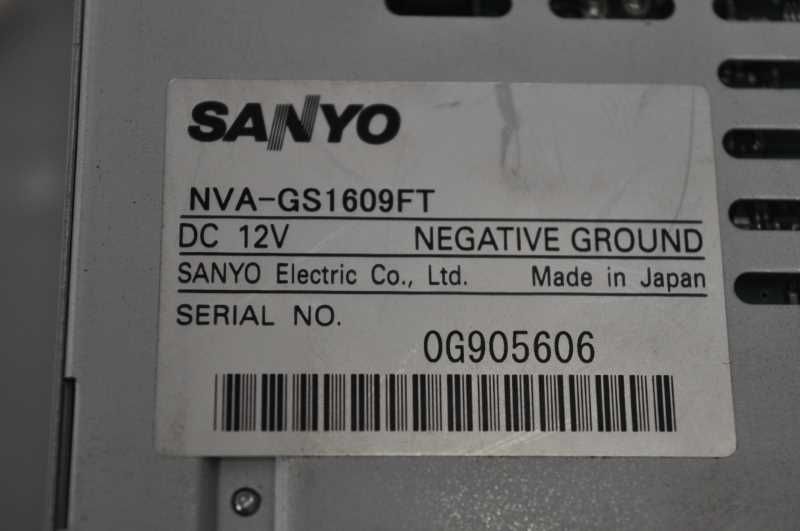 SANYO
NVA-GS1609FT
DC 12V NEGATIVE GROUND
SANYO Electric Co., Ltd. Made in Japan
SERIAL NO.
0G905606